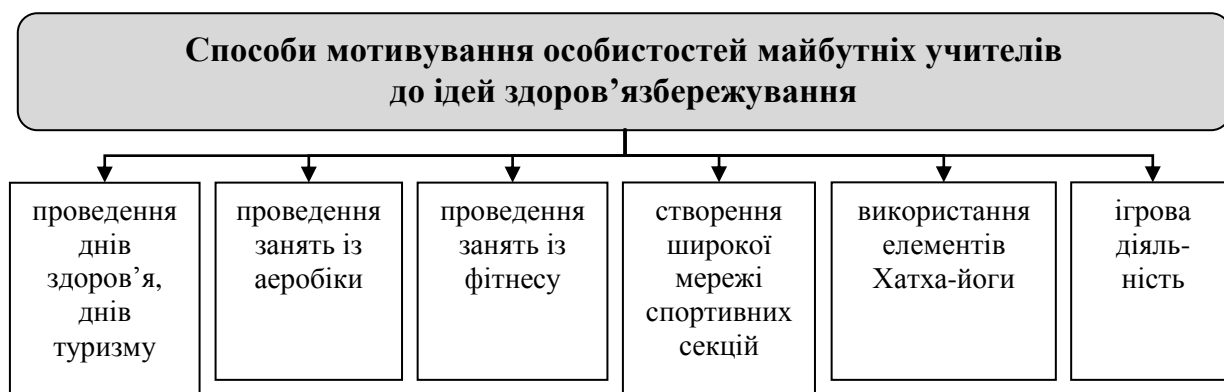 Способи мотивування особистостей майбутніх учителів
до ідей здоров’язбережування
проведення
днів
здоров’я,
днів
туризму
проведення
занять із
аеробіки
проведення
занять із
фітнесу
створення
широкої
мережі
спортивних
секцій
використання
елементів
Хатха-йоги
ігрова
діяль-
ність